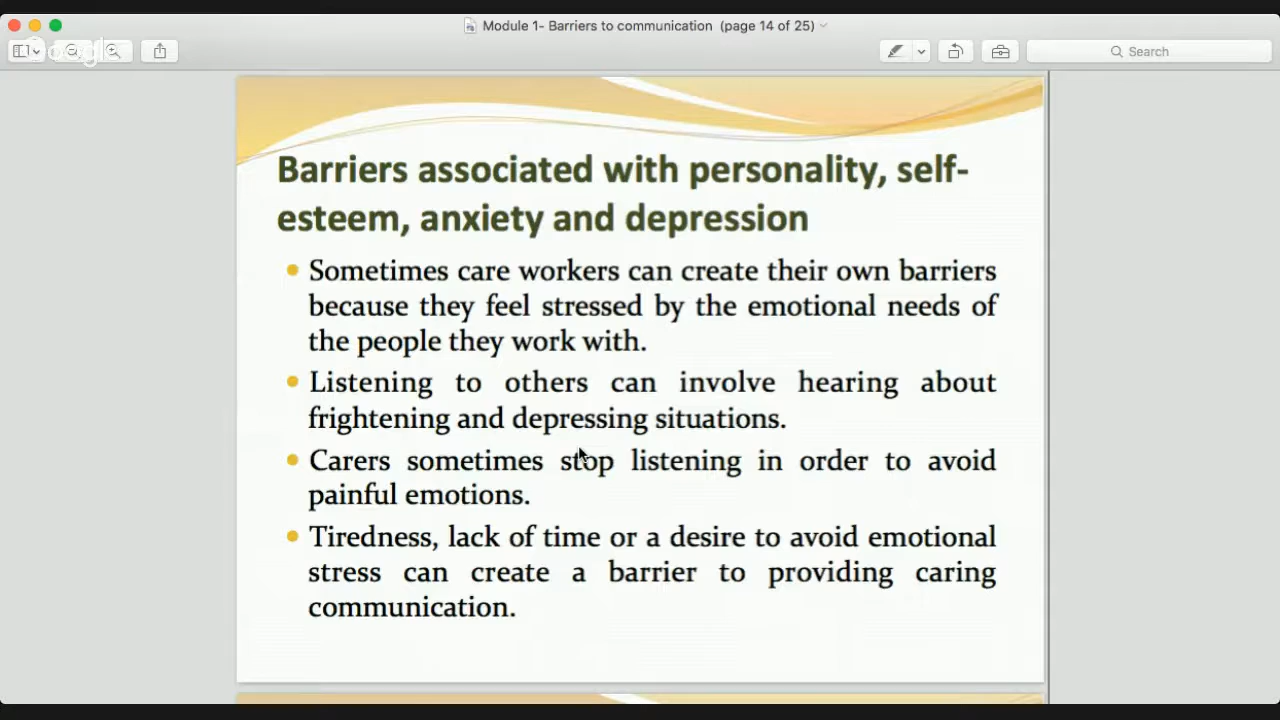 Module 1- Barriers to communication (page 14 of 25)
Google
Search
Barriers associated with personality, self-
esteem, anxiety and depression
Sometimes care workers can create their own barriers
because they feel stressed by the emotional needs of
the people they work with.
Listening to others can involve hearing about
frightening and depressing situations.
Carers sometimes stop listening in order to avoid
painful emotions.
Tiredness, lack of time or a desire to avoid emotional
stress can create a barrier to providing caring
communication.